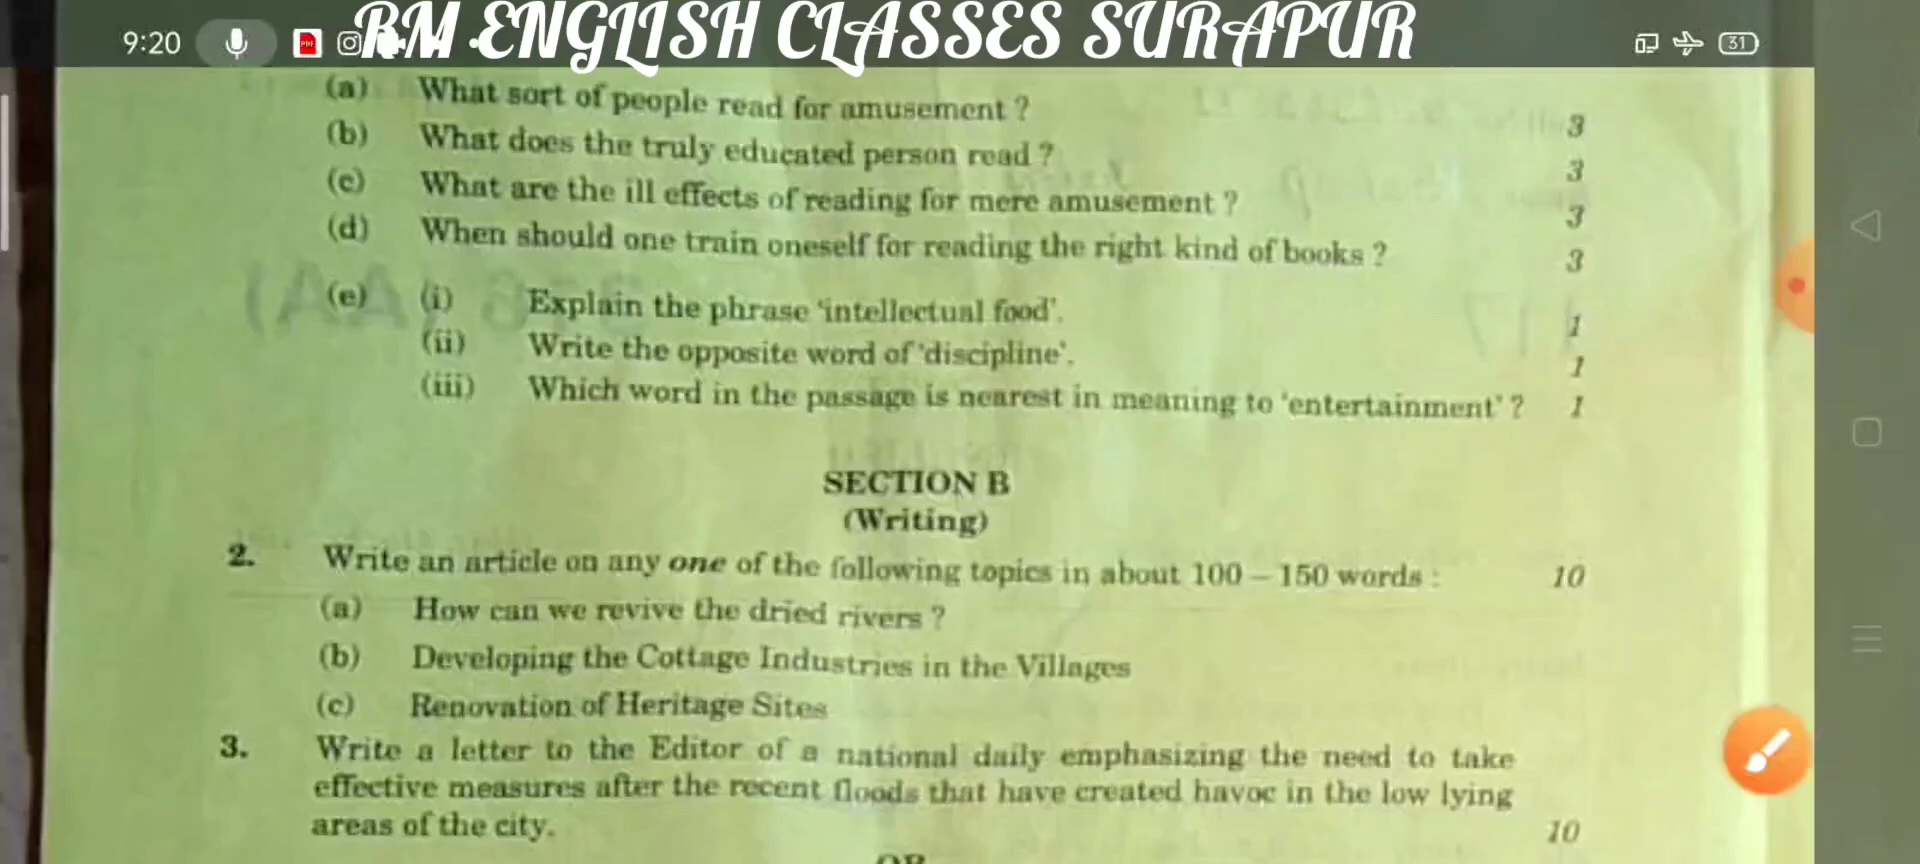 9:20 PDF RM ENGLISH CLASSES SURAPUR 31
(a) What sort of people read for amusement ? 3
(b) What does the truly educated person read ? 3
(c) What are the ill effects of reading for mere amusement ? 3
(d) When should one train oneself for reading the right kind of books ? 3
(e) (i) Explain the phrase 'intellectual food'. 1
(ii) Write the opposite word of 'discipline'. 1
(iii) Which word in the passage is nearest in meaning to 'entertainment' ? 1
SECTION B
(Writing)
2. Write an article on any one of the following topics in about 100 – 150 words : 10
(a) How can we revive the dried rivers ?
(b) Developing the Cottage Industries in the Villages
(c) Renovation of Heritage Sites
3. Write a letter to the Editor of a national daily emphasizing the need to take
effective measures after the recent floods that have created havoc in the low lying
areas of the city. 10
OR